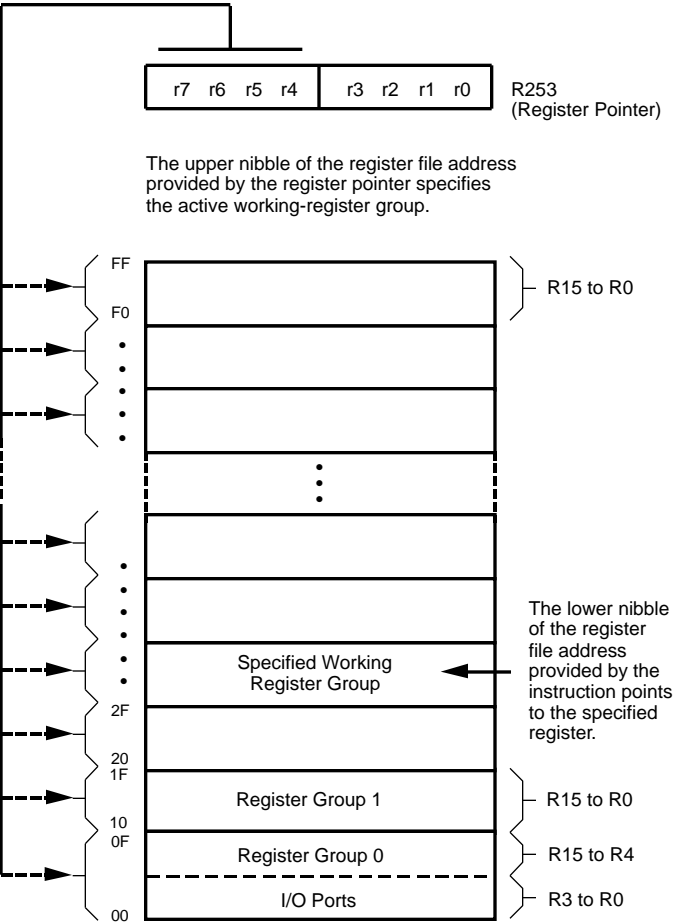 r7 r6 r5 r4 r3 r2 r1 r0
R253
(Register Pointer)
The upper nibble of the register file address
provided by the register pointer specifies
the active working-register group.
FF
R15 to R0
F0
The lower nibble
of the register
file address
provided by the
instruction points
to the specified
register.
Specified Working
Register Group
2F
20
1F
Register Group 1
R15 to R0
10
0F
Register Group 0
R15 to R4
I/O Ports
R3 to R0
00